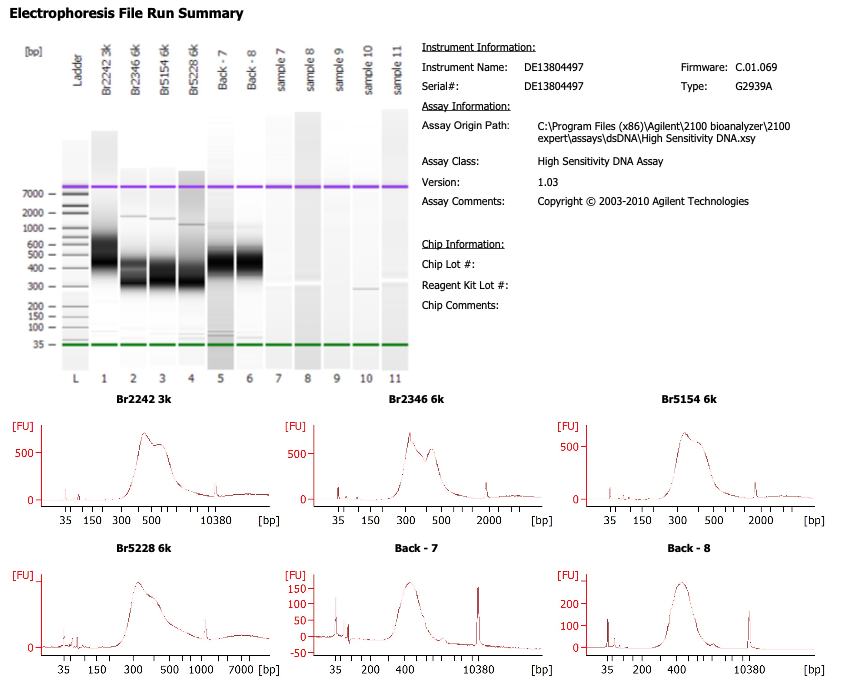 Electrophoresis File Run Summary
[bp]
Ladder
Br2242 3k
Br2346 6k
Br5154 6k
Br5228 6k
Back - 7
Back - 8
sample 7
sample 8
sample 9
sample 10
sample 11
7000
2000
1000
600
500
400
300
200
150
100
35
L 1 2 3 4 5 6 7 8 9 10 11
Instrument Information:
Instrument Name: DE13804497 Firmware: C.01.069
Serial#: DE13804497 Type: G2939A
Assay Information:
Assay Origin Path: C:\Program Files (x86)\Agilent\2100 bioanalyzer\2100
expert\assays\dsDNA\High Sensitivity DNA.xsy
Assay Class: High Sensitivity DNA Assay
Version: 1.03
Assay Comments: Copyright © 2003-2010 Agilent Technologies
Chip Information:
Chip Lot #:
Reagent Kit Lot #:
Chip Comments:
Br2242 3k
[FU]
500
0
35 150 300 500 10380 [bp]
Br2346 6k
[FU]
500
0
35 150 300 500 2000 [bp]
Br5154 6k
[FU]
500
0
35 150 300 500 2000 [bp]
Br5228 6k
[FU]
0
35 150 300 500 1000 7000 [bp]
Back - 7
[FU]
150
100
50
0
-50
35 200 400 10380 [bp]
Back - 8
[FU]
200
100
0
35 200 400 10380 [bp]